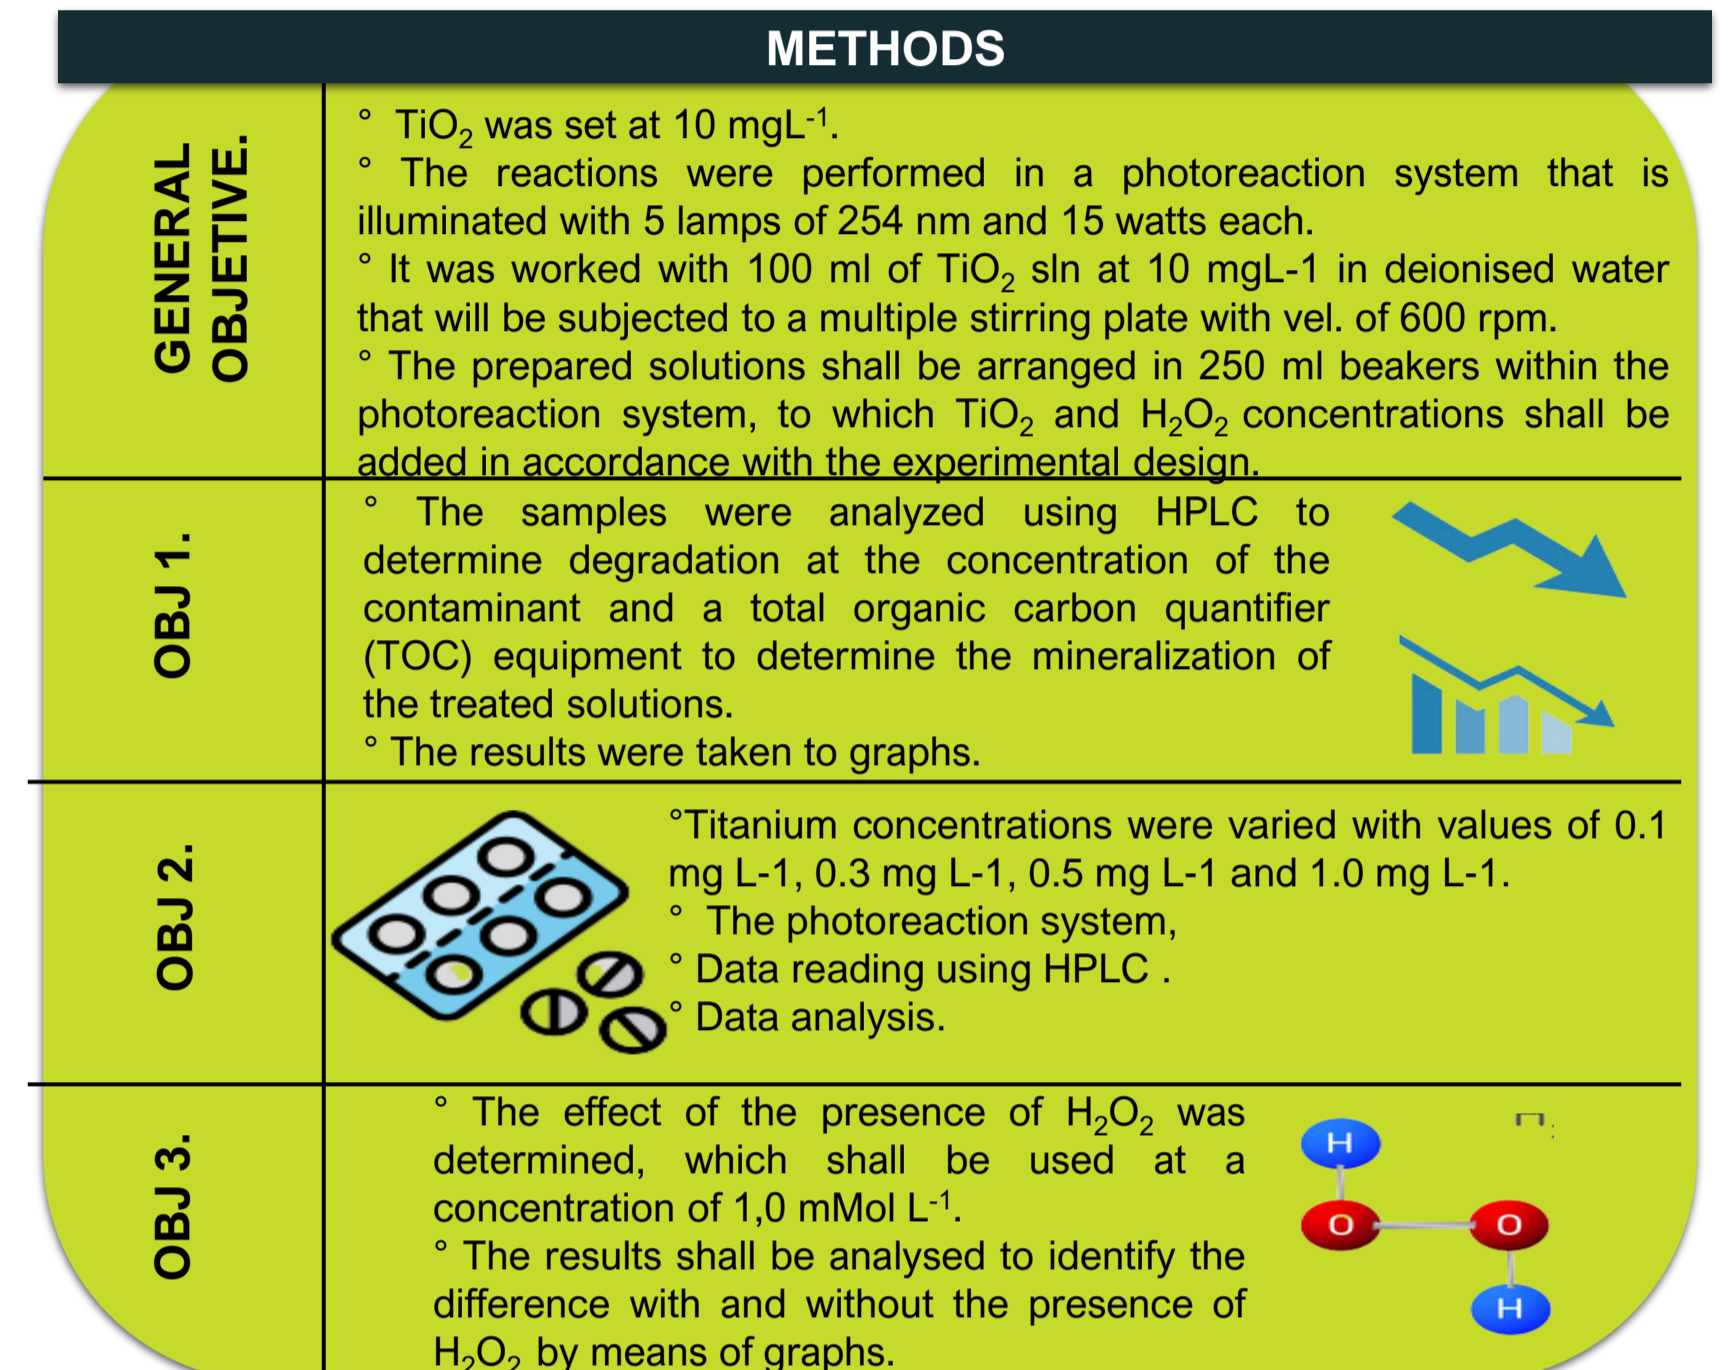 METHODS
GENERAL
OBJETIVE.
° TiO₂ was set at 10 mgL⁻¹.
° The reactions were performed in a photoreaction system that is
illuminated with 5 lamps of 254 nm and 15 watts each.
° It was worked with 100 ml of TiO₂ sln at 10 mgL-1 in deionised water
that will be subjected to a multiple stirring plate with vel. of 600 rpm.
° The prepared solutions shall be arranged in 250 ml beakers within the
photoreaction system, to which TiO₂ and H₂O₂ concentrations shall be
added in accordance with the experimental design.
OBJ 1.
° The samples were analyzed using HPLC to
determine degradation at the concentration of the
contaminant and a total organic carbon quantifier
(TOC) equipment to determine the mineralization of
the treated solutions.
° The results were taken to graphs.
OBJ 2.
°Titanium concentrations were varied with values of 0.1
mg L-1, 0.3 mg L-1, 0.5 mg L-1 and 1.0 mg L-1.
° The photoreaction system,
° Data reading using HPLC .
° Data analysis.
OBJ 3.
° The effect of the presence of H₂O₂ was
determined, which shall be used at a
concentration of 1,0 mMol L⁻¹.
° The results shall be analysed to identify the
difference with and without the presence of
H₂O₂ by means of graphs.
H
O O
H